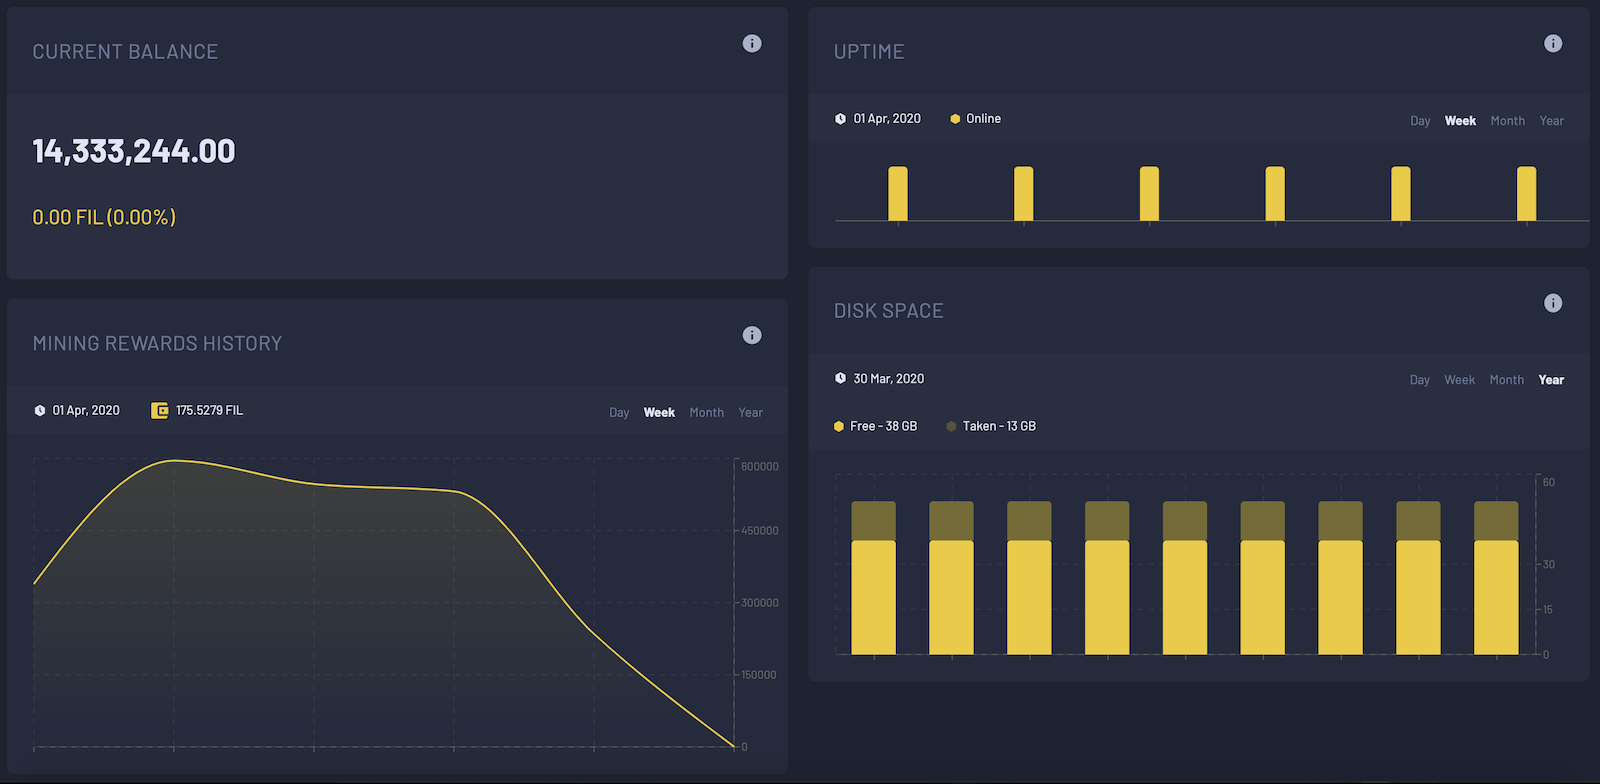 CURRENT BALANCE
14,333,244.00
0.00 FIL (0.00%)
UPTIME
01 Apr, 2020 Online Day Week Month Year
MINING REWARDS HISTORY
01 Apr, 2020 175.5279 FIL Day Week Month Year
600000
450000
300000
150000
0
DISK SPACE
30 Mar, 2020 Day Week Month Year
Free - 38 GB Taken - 13 GB
60
30
15
0